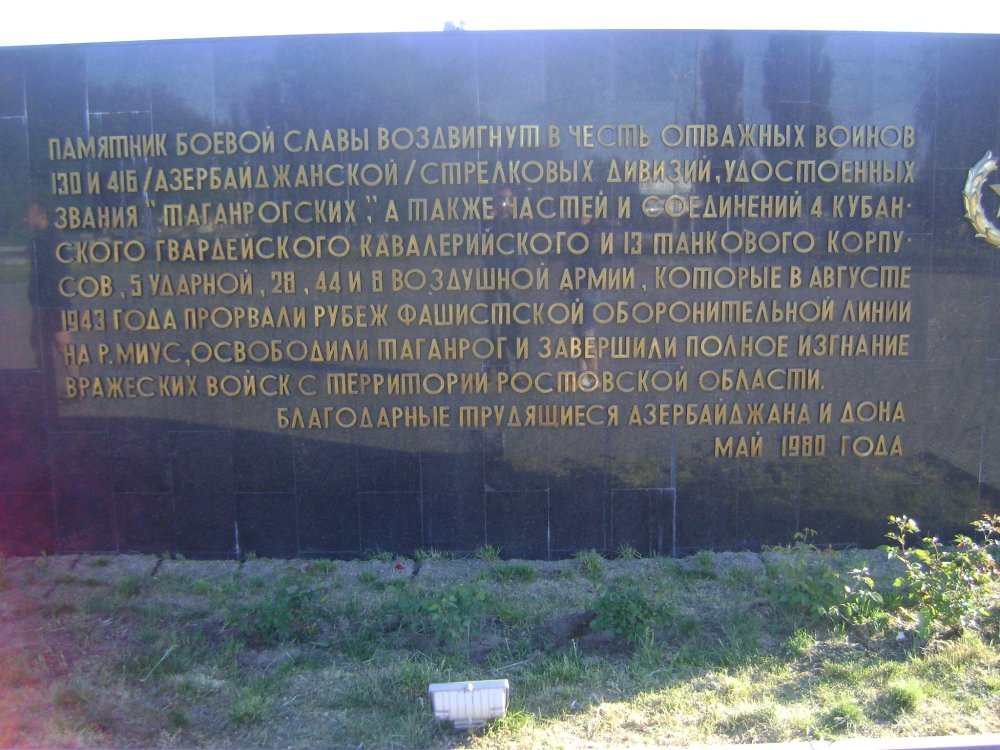 ПАМЯТНИК БОЕВОЙ СЛАВЫ ВОЗДВИГНУТ В ЧЕСТЬ ОТВАЖНЫХ ВОИНОВ
130 И 416 /АЗЕРБАЙДЖАНСКОЙ/ СТРЕЛКОВЫХ ДИВИЗИЙ, УДОСТОЕННЫХ
ЗВАНИЯ "ТАГАНРОГСКИХ", А ТАКЖЕ ЧАСТЕЙ И СОЕДИНЕНИЙ 4 КУБАН-
СКОГО ГВАРДЕЙСКОГО КАВАЛЕРИЙСКОГО И 13 ТАНКОВОГО КОРПУ-
СОВ, 5 УДАРНОЙ, 28, 44 И 8 ВОЗДУШНОЙ АРМИИ, КОТОРЫЕ В АВГУСТЕ
1943 ГОДА ПРОРВАЛИ РУБЕЖ ФАШИСТСКОЙ ОБОРОНИТЕЛЬНОЙ ЛИНИИ
НА Р.МИУС, ОСВОБОДИЛИ ТАГАНРОГ И ЗАВЕРШИЛИ ПОЛНОЕ ИЗГНАНИЕ
ВРАЖЕСКИХ ВОЙСК С ТЕРРИТОРИИ РОСТОВСКОЙ ОБЛАСТИ.
БЛАГОДАРНЫЕ ТРУДЯЩИЕСЯ АЗЕРБАЙДЖАНА И ДОНА
МАЙ 1980 ГОДА